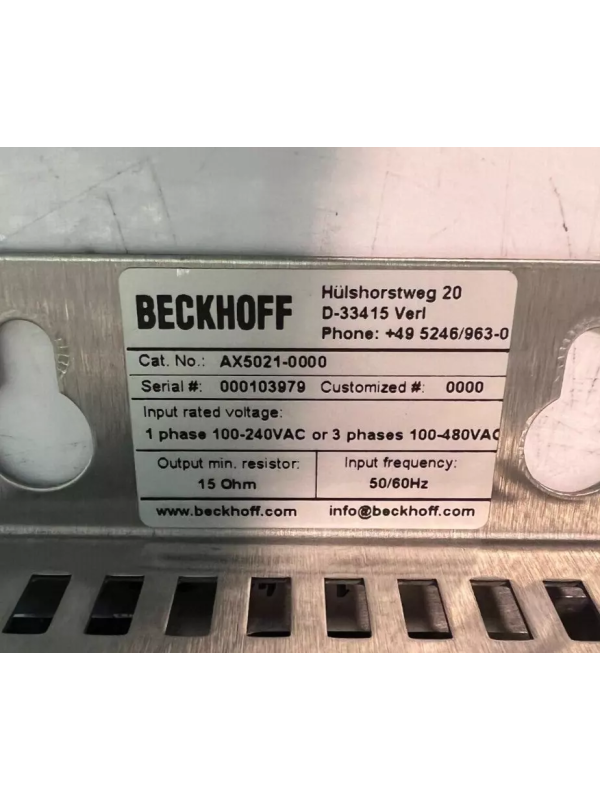 BECKHOFF
Hülshorstweg 20
D-33415 Verl
Phone: +49 5246/963-0
Cat. No.: AX5021-0000
Serial #: 000103979 Customized #: 0000
Input rated voltage:
1 phase 100-240VAC or 3 phases 100-480VAC
Output min. resistor:
15 Ohm
Input frequency:
50/60Hz
www.beckhoff.com info@beckhoff.com